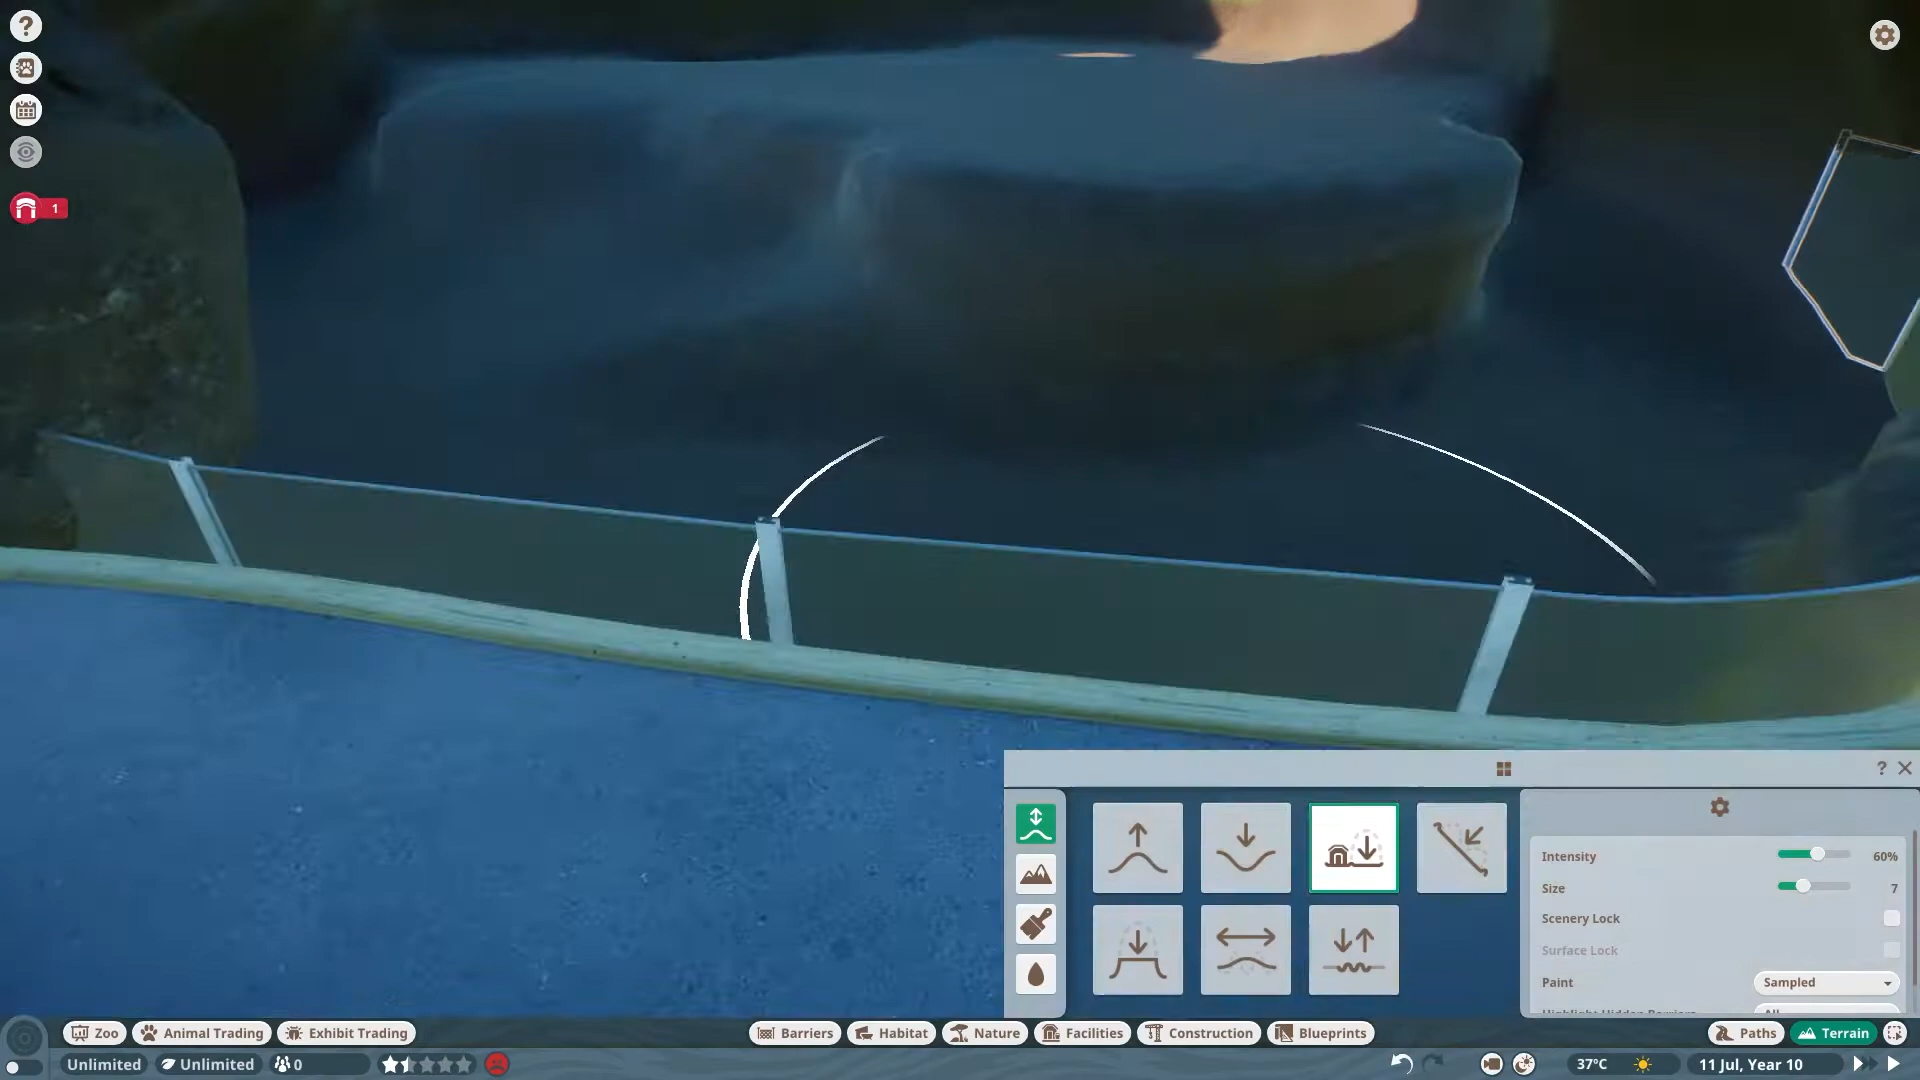 ?
1
?
Intensity 60%
Size 7
Scenery Lock
Surface Lock
Paint Sampled
Zoo Animal Trading Exhibit Trading Barriers Habitat Nature Facilities Construction Blueprints Paths Terrain
Unlimited Unlimited 0 37°C 11 Jul, Year 10